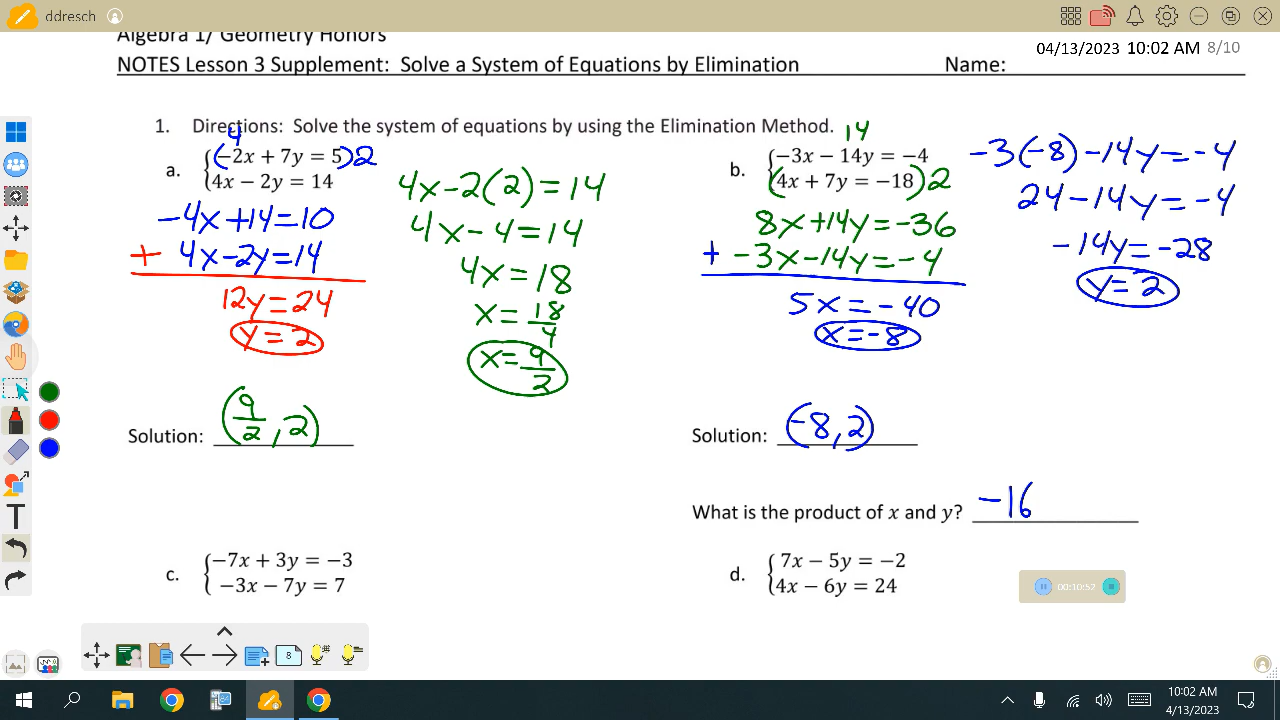 ddresch
04/13/2023 10:02 AM 8/10
Algebra 1/ Geometry Honors
NOTES Lesson 3 Supplement: Solve a System of Equations by Elimination Name:
1. Directions: Solve the system of equations by using the Elimination Method.
a.
4
(−2x + 7y = 5)2
4x − 2y = 14
-4x+14=10
+ 4x-2y=14
12y=24
y=2
4x-2(2)=14
4x-4=14
4x=18
x=18/4
x=9/2
Solution: (9/2,2)
b.
14
−3x − 14y = −4
(4x + 7y = −18)2
8x+14y=-36
+ -3x-14y=-4
5x=-40
x=-8
-3(-8)-14y=-4
24-14y=-4
-14y=-28
y=2
Solution: (-8,2)
What is the product of x and y? -16
c.
−7x + 3y = −3
−3x − 7y = 7
d.
7x − 5y = −2
4x − 6y = 24
00:10:52
T
8
10:02 AM
4/13/2023